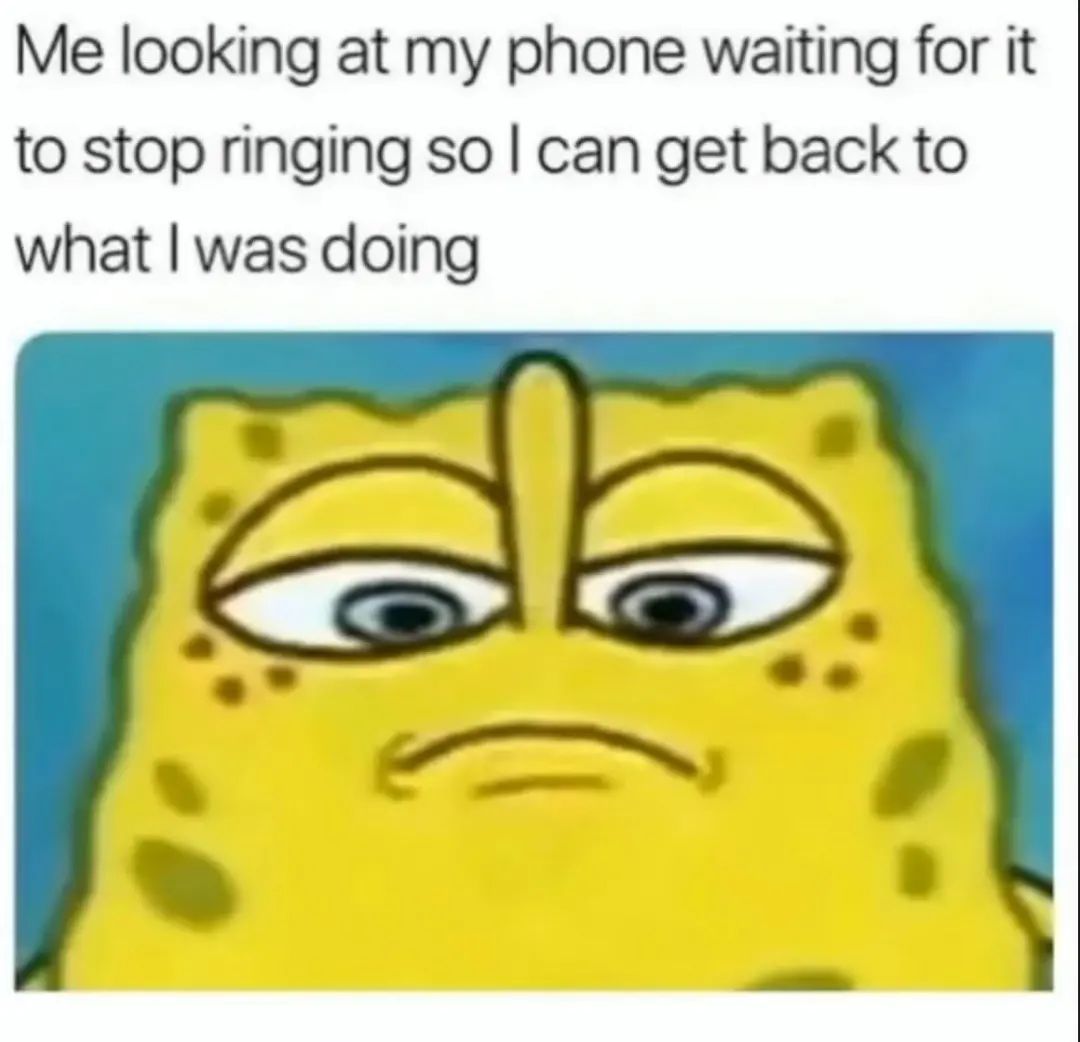 Me looking at my phone waiting for it
to stop ringing so I can get back to
what I was doing